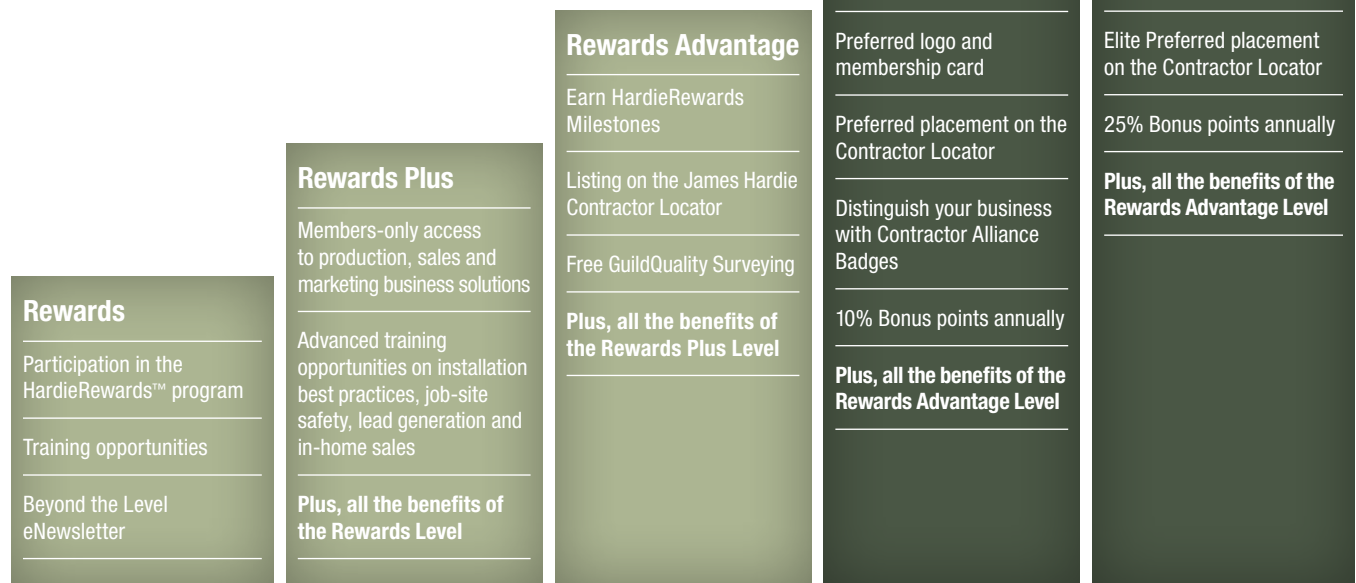 Rewards
Participation in the
HardieRewards™ program
Training opportunities
Beyond the Level
eNewsletter
Rewards Plus
Members-only access
to production, sales and
marketing business solutions
Advanced training
opportunities on installation
best practices, job-site
safety, lead generation and
in-home sales
Plus, all the benefits of
the Rewards Level
Rewards Advantage
Earn HardieRewards
Milestones
Listing on the James Hardie
Contractor Locator
Free GuildQuality Surveying
Plus, all the benefits of
the Rewards Plus Level
Preferred logo and
membership card
Preferred placement on the
Contractor Locator
Distinguish your business
with Contractor Alliance
Badges
10% Bonus points annually
Plus, all the benefits of the
Rewards Advantage Level
Elite Preferred placement
on the Contractor Locator
25% Bonus points annually
Plus, all the benefits of the
Rewards Advantage Level